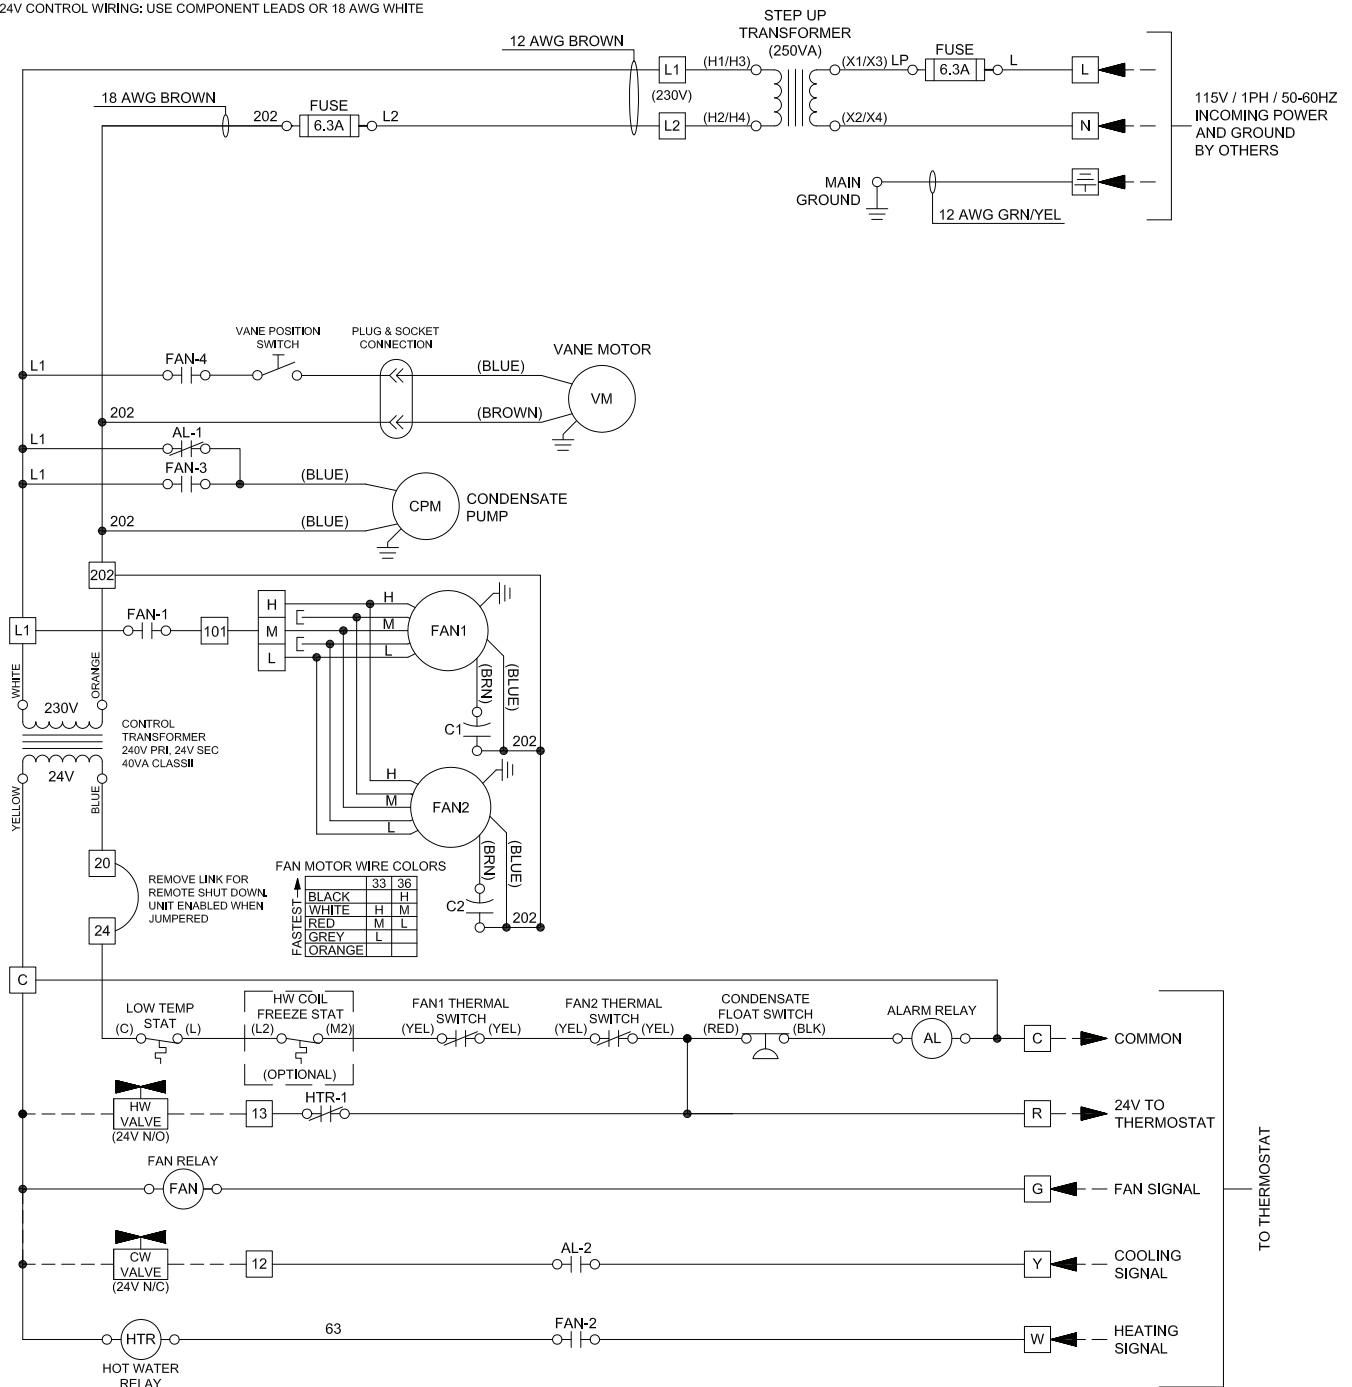 24V CONTROL WIRING: USE COMPONENT LEADS OR 18 AWG WHITE
STEP UP
TRANSFORMER
(250VA)
12 AWG BROWN
L1
(H1/H3)
(X1/X3)
LP
FUSE
6.3A
L
L
(230V)
18 AWG BROWN
202
FUSE
6.3A
L2
L2
(H2/H4)
(X2/X4)
N
115V / 1PH / 50-60HZ
INCOMING POWER
AND GROUND
BY OTHERS
MAIN
GROUND
12 AWG GRN/YEL
VANE POSITION
SWITCH
PLUG & SOCKET
CONNECTION
VANE MOTOR
L1
FAN-4
(BLUE)
VM
202
(BROWN)
L1
AL-1
L1
FAN-3
(BLUE)
CPM
CONDENSATE
PUMP
202
(BLUE)
202
L1
FAN-1
101
H
M
L
H
M
L
FAN1
(BRN)
(BLUE)
C1
202
WHITE
ORANGE
230V
CONTROL
TRANSFORMER
240V PRI, 24V SEC
40VA CLASSII
24V
YELLOW
BLUE
H
M
L
FAN2
(BRN)
(BLUE)
C2
202
20
REMOVE LINK FOR
REMOTE SHUT DOWN.
UNIT ENABLED WHEN
JUMPERED
24
FAN MOTOR WIRE COLORS
FASTEST
33 36
BLACK H
WHITE H M
RED M L
GREY L
ORANGE
C
LOW TEMP
STAT
(C) (L)
HW COIL
FREEZE STAT
(L2) (M2)
(OPTIONAL)
FAN1 THERMAL
SWITCH
(YEL) (YEL)
FAN2 THERMAL
SWITCH
(YEL) (YEL)
CONDENSATE
FLOAT SWITCH
(RED) (BLK)
ALARM RELAY
AL
C
COMMON
HW
VALVE
(24V N/O)
13
HTR-1
R
24V TO
THERMOSTAT
FAN RELAY
FAN
G
FAN SIGNAL
CW
VALVE
(24V N/C)
12
AL-2
Y
COOLING
SIGNAL
HTR
HOT WATER
RELAY
63
FAN-2
W
HEATING
SIGNAL
TO THERMOSTAT